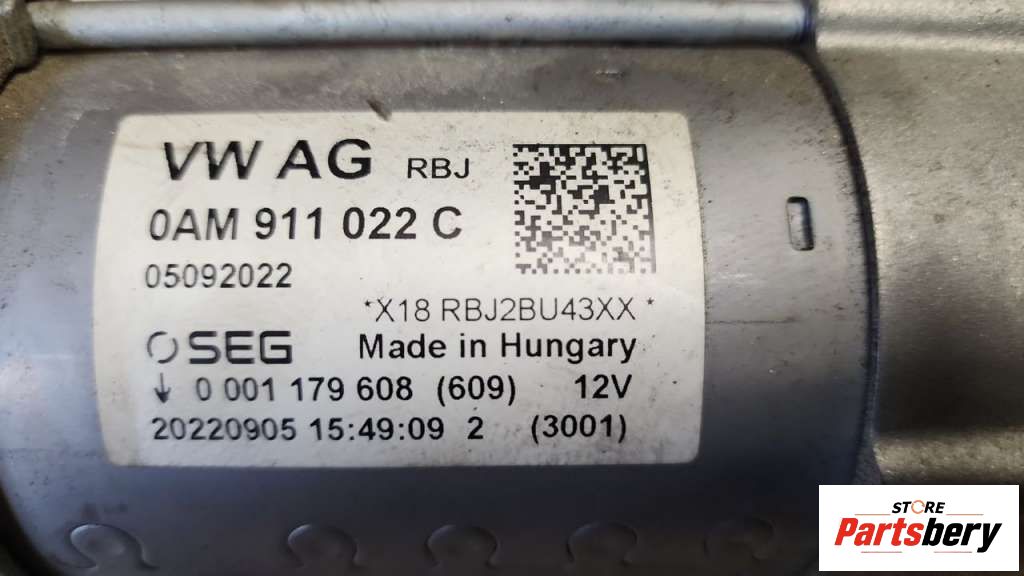 VW AG RBJ
0AM 911 022 C
05092022
*X18 RBJ2BU43XX *
SEG Made in Hungary
↓ 0 001 179 608 (609) 12V
20220905 15:49:09 2 (3001)
STORE
Partsbery